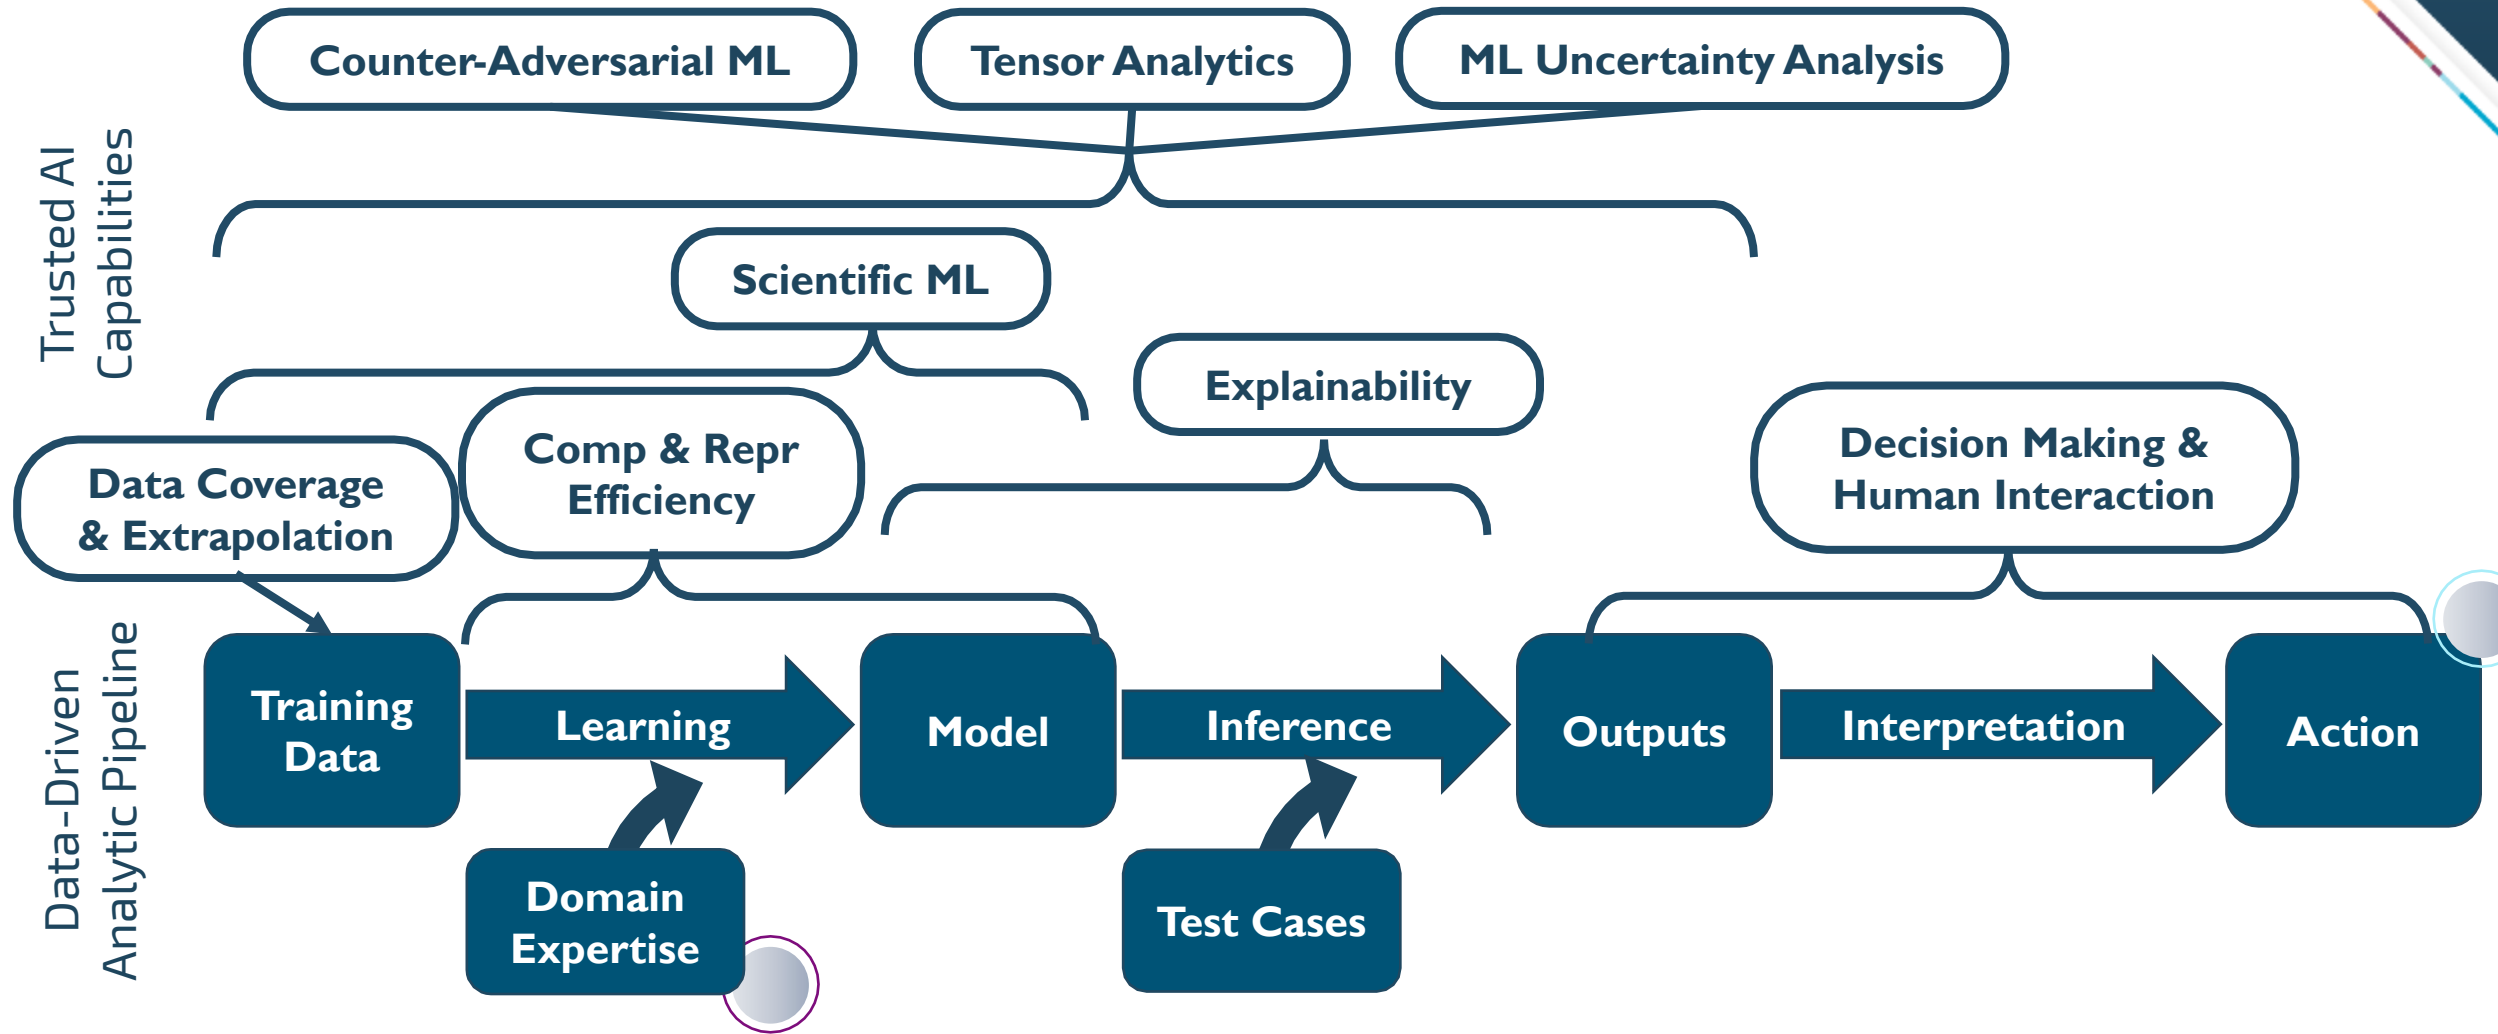 Counter-Adversarial ML
Tensor Analytics
ML Uncertainty Analysis
Trusted AI
Capabilities
Scientific ML
Explainability
Comp & Repr
Efficiency
Data Coverage
& Extrapolation
Decision Making &
Human Interaction
Data-Driven
Analytic Pipeline
Training
Data
Learning
Model
Inference
Outputs
Interpretation
Action
Domain
Expertise
Test Cases